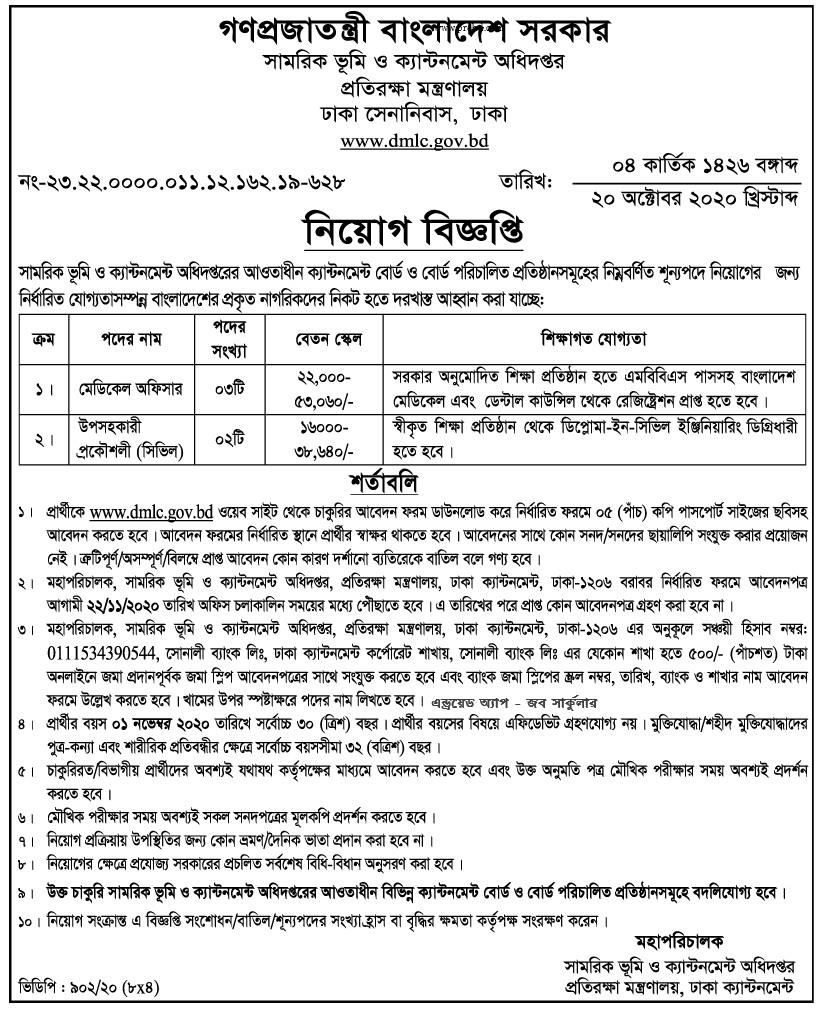 গণপ্রজাতন্ত্রী বাংলাদেশ সরকার
সামরিক ভূমি ও ক্যান্টনমেন্ট অধিদপ্তর
প্রতিরক্ষা মন্ত্রণালয়
ঢাকা সেনানিবাস, ঢাকা
www.dmlc.gov.bd
নং-২৩.২২.০০০০.০১১.১২.১৬২.১৯-৬২৮
তারিখ: ০৪ কার্তিক ১৪২৬ বঙ্গাব্দ
২০ অক্টোবর ২০২০ খ্রিস্টাব্দ
নিয়োগ বিজ্ঞপ্তি
সামরিক ভূমি ও ক্যান্টনমেন্ট অধিদপ্তরের আওতাধীন ক্যান্টনমেন্ট বোর্ড ও বোর্ড পরিচালিত প্রতিষ্ঠানসমূহের নিম্নবর্ণিত শূন্যপদে নিয়োগের জন্য
নির্ধারিত যোগ্যতাসম্পন্ন বাংলাদেশের প্রকৃত নাগরিকদের নিকট হতে দরখাস্ত আহ্বান করা যাচ্ছে:
ক্রম পদের নাম পদের সংখ্যা বেতন স্কেল শিক্ষাগত যোগ্যতা
১। মেডিকেল অফিসার ০৩টি ২২,০০০- ৫৩,০৬০/- সরকার অনুমোদিত শিক্ষা প্রতিষ্ঠান হতে এমবিবিএস পাসসহ বাংলাদেশ
মেডিকেল এবং ডেন্টাল কাউন্সিল থেকে রেজিষ্ট্রেশন প্রাপ্ত হতে হবে।
২। উপসহকারী প্রকৌশলী (সিভিল) ০২টি ১৬০০০- ৩৮,৬৪০/- স্বীকৃত শিক্ষা প্রতিষ্ঠান থেকে ডিপ্লোমা-ইন-সিভিল ইঞ্জিনিয়ারিং ডিগ্রিধারী
হতে হবে।
শর্তাবলি
১। প্রার্থীকে www.dmlc.gov.bd ওয়েব সাইট থেকে চাকুরির আবেদন ফরম ডাউনলোড করে নির্ধারিত ফরমে ০৫ (পাঁচ) কপি পাসপোর্ট সাইজের ছবিসহ
আবেদন করতে হবে। আবেদন ফরমের নির্ধারিত স্থানে প্রার্থীর স্বাক্ষর থাকতে হবে। আবেদনের সাথে কোন সনদ/সনদের ছায়ালিপি সংযুক্ত করার প্রয়োজন
নেই। ত্রুটিপূর্ণ/অসম্পূর্ণ/বিলম্বে প্রাপ্ত আবেদন কোন কারণ দর্শানো ব্যতিরেকে বাতিল বলে গণ্য হবে।
২। মহাপরিচালক, সামরিক ভূমি ও ক্যান্টনমেন্ট অধিদপ্তর, প্রতিরক্ষা মন্ত্রণালয়, ঢাকা ক্যান্টনমেন্ট, ঢাকা-১২০৬ বরাবর নির্ধারিত ফরমে আবেদনপত্র
আগামী ২২/১১/২০২০ তারিখ অফিস চলাকালিন সময়ের মধ্যে পৌঁছাতে হবে। এ তারিখের পরে প্রাপ্ত কোন আবেদনপত্র গ্রহণ করা হবে না।
৩। মহাপরিচালক, সামরিক ভূমি ও ক্যান্টনমেন্ট অধিদপ্তর, প্রতিরক্ষা মন্ত্রণালয়, ঢাকা ক্যান্টনমেন্ট, ঢাকা-১২০৬ এর অনুকূলে সঞ্চয়ী হিসাব নম্বর:
0111534390544, সোনালী ব্যাংক লিঃ, ঢাকা ক্যান্টনমেন্ট কর্পোরেট শাখায়, সোনালী ব্যাংক লিঃ এর যেকোন শাখা হতে ৫০০/- (পাঁচশত) টাকা
অনলাইনে জমা প্রদানপূর্বক জমা স্লিপ আবেদনপত্রের সাথে সংযুক্ত করতে হবে এবং ব্যাংক জমা স্লিপের স্ক্রল নম্বর, তারিখ, ব্যাংক ও শাখার নাম আবেদন
ফরমে উল্লেখ করতে হবে। খামের উপর স্পষ্টাক্ষরে পদের নাম লিখতে হবে। এন্ড্রয়েড অ্যাপ - জব সার্কুলার
৪। প্রার্থীর বয়স ০১ নভেম্বর ২০২০ তারিখে সর্বোচ্চ ৩০ (ত্রিশ) বছর। প্রার্থীর বয়সের বিষয়ে এফিডেভিট গ্রহণযোগ্য নয়। মুক্তিযোদ্ধা/শহীদ মুক্তিযোদ্ধাদের
পুত্র-কন্যা এবং শারীরিক প্রতিবন্ধীর ক্ষেত্রে সর্বোচ্চ বয়সসীমা ৩২ (বত্রিশ) বছর।
৫। চাকুরিরত/বিভাগীয় প্রার্থীদের অবশ্যই যথাযথ কর্তৃপক্ষের মাধ্যমে আবেদন করতে হবে এবং উক্ত অনুমতি পত্র মৌখিক পরীক্ষার সময় অবশ্যই প্রদর্শন
করতে হবে।
৬। মৌখিক পরীক্ষার সময় অবশ্যই সকল সনদপত্রের মূলকপি প্রদর্শন করতে হবে।
৭। নিয়োগ প্রক্রিয়ায় উপস্থিতির জন্য কোন ভ্রমণ/দৈনিক ভাতা প্রদান করা হবে না।
৮। নিয়োগের ক্ষেত্রে প্রযোজ্য সরকারের প্রচলিত সর্বশেষ বিধি-বিধান অনুসরণ করা হবে।
৯। উক্ত চাকুরি সামরিক ভূমি ও ক্যান্টনমেন্ট অধিদপ্তরের আওতাধীন বিভিন্ন ক্যান্টনমেন্ট বোর্ড ও বোর্ড পরিচালিত প্রতিষ্ঠানসমূহে বদলিযোগ্য হবে।
১০। নিয়োগ সংক্রান্ত এ বিজ্ঞপ্তি সংশোধন/বাতিল/শূন্যপদের সংখ্যা হ্রাস বা বৃদ্ধির ক্ষমতা কর্তৃপক্ষ সংরক্ষণ করেন।
মহাপরিচালক
সামরিক ভূমি ও ক্যান্টনমেন্ট অধিদপ্তর
প্রতিরক্ষা মন্ত্রণালয়, ঢাকা ক্যান্টনমেন্ট
ভিডিপি : ৯০২/২০ (৮x৪)